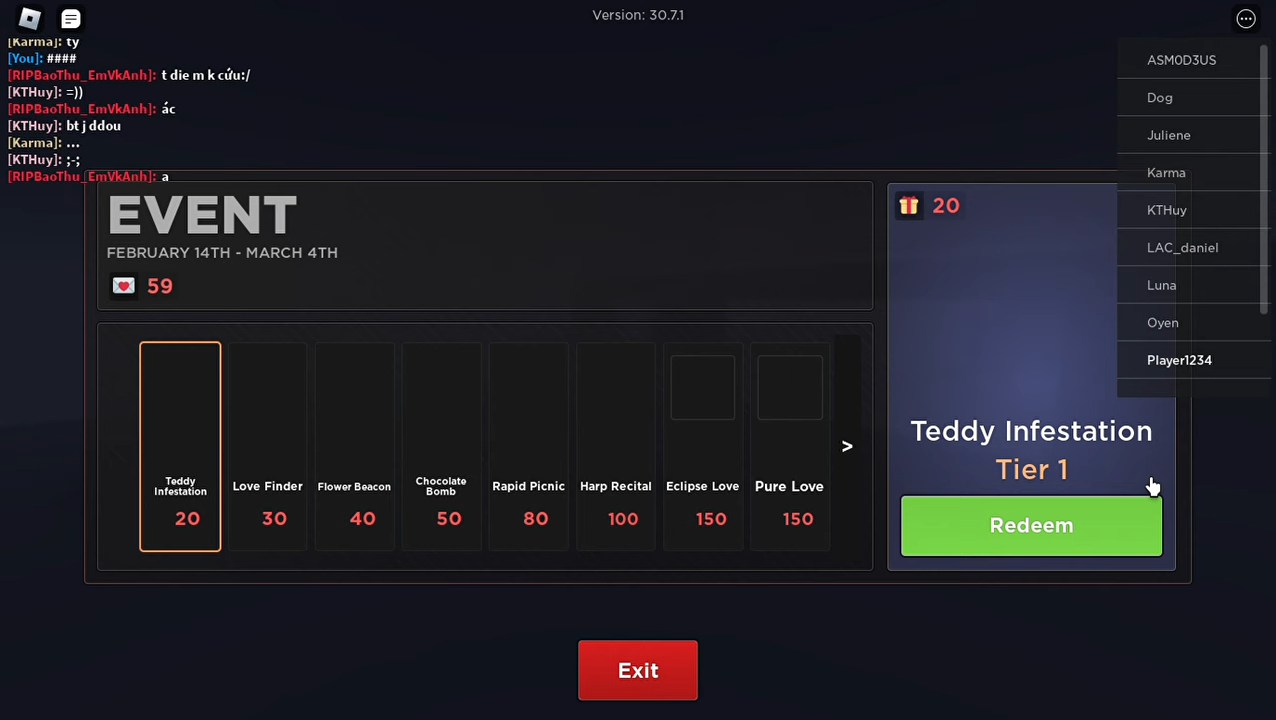 Version: 30.7.1
[Karma]: ty
[You]: ####
[RIPBaoThu_EmVkAnh]: t die m k cứu:/
[KTHuy]: =))
[RIPBaoThu_EmVkAnh]: ác
[KTHuy]: bt j ddou
[Karma]: ...
[KTHuy]: ;-;
[RIPBaoThu_EmVkAnh]: a
EVENT
FEBRUARY 14TH - MARCH 4TH
59
Teddy
Infestation
20
Love Finder
30
Flower Beacon
40
Chocolate
Bomb
50
Rapid Picnic
80
Harp Recital
100
Eclipse Love
150
Pure Love
150
>
20
Teddy Infestation
Tier 1
Redeem
ASM0D3US
Dog
Juliene
Karma
KTHuy
LAC_daniel
Luna
Oyen
Player1234
Exit